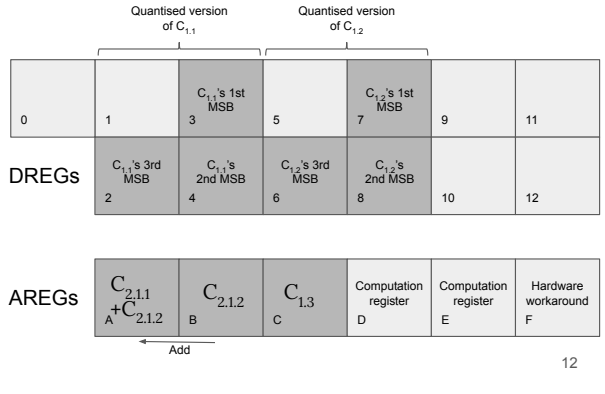 Quantised version
of C1.1
Quantised version
of C1.2
0
1
C1.1's 1st
MSB
3
5
C1.2's 1st
MSB
7
9
11
DREGs
C1.1's 3rd
MSB
2
C1.1's
2nd MSB
4
C1.2's 3rd
MSB
6
C1.2's
2nd MSB
8
10
12
AREGs
C2.1.1
+C2.1.2
A
C2.1.2
B
C1.3
C
Computation
register
D
Computation
register
E
Hardware
workaround
F
Add
12